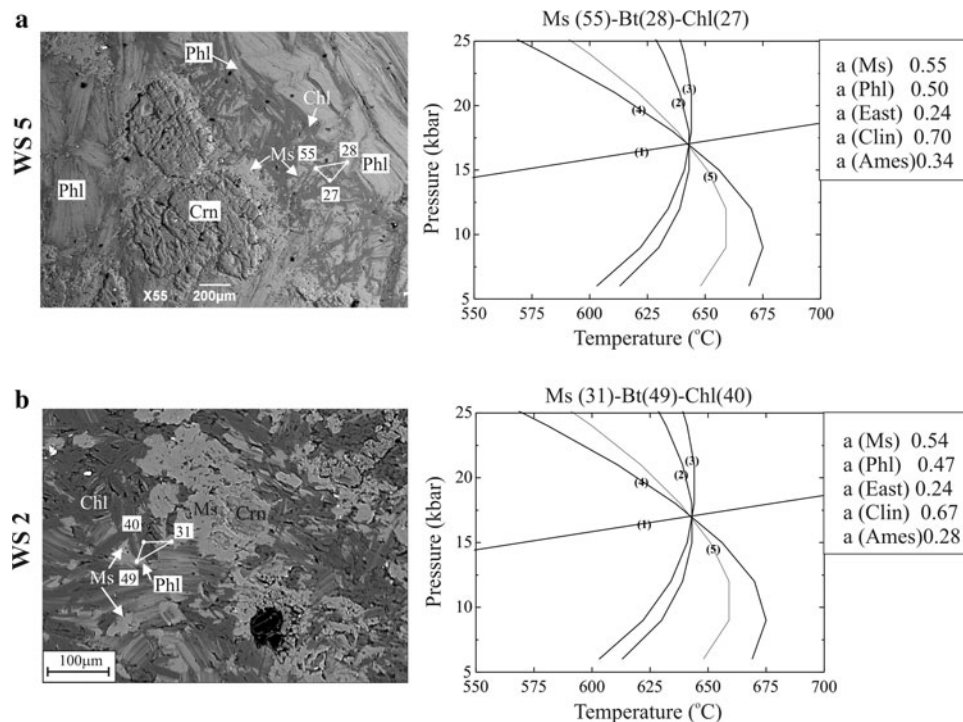 a
WS 5
Phl
Phl
Chl
Ms
55
28
Phl
27
Crn
X55
200μm
Ms (55)-Bt(28)-Chl(27)
Pressure (kbar)
25
20
15
10
5
(1)
(2)
(3)
(4)
(5)
550
575
600
625
650
675
700
Temperature (°C)
a (Ms) 0.55
a (Phl) 0.50
a (East) 0.24
a (Clin) 0.70
a (Ames)0.34
b
WS 2
Chl
Ms
Crn
40
31
Ms
49
Phl
100μm
Ms (31)-Bt(49)-Chl(40)
Pressure (kbar)
25
20
15
10
5
(1)
(2)
(3)
(4)
(5)
550
575
600
625
650
675
700
Temperature (°C)
a (Ms) 0.54
a (Phl) 0.47
a (East) 0.24
a (Clin) 0.67
a (Ames)0.28